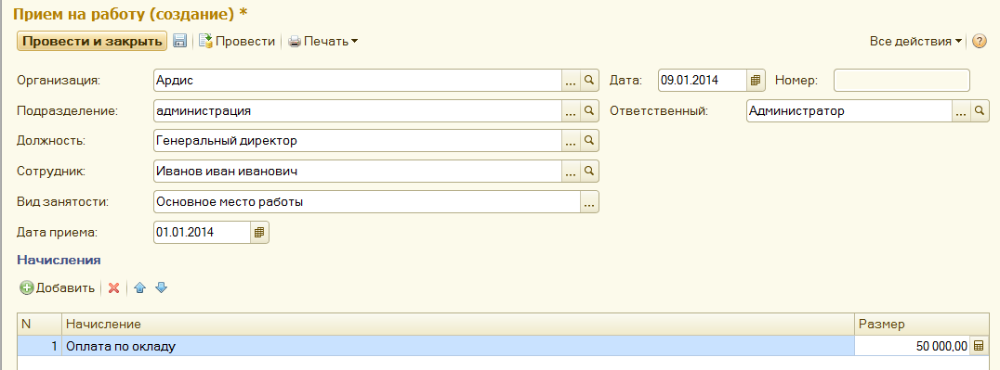 Прием на работу (создание) *
Провести и закрыть Провести Печать Все действия ?
Организация: Ардис ... Дата: 09.01.2014 Номер:
Подразделение: администрация ... Ответственный: Администратор ...
Должность: Генеральный директор ...
Сотрудник: Иванов иван иванович ...
Вид занятости: Основное место работы ...
Дата приема: 01.01.2014
Начисления
Добавить
N Начисление Размер
1 Оплата по окладу 50 000,00